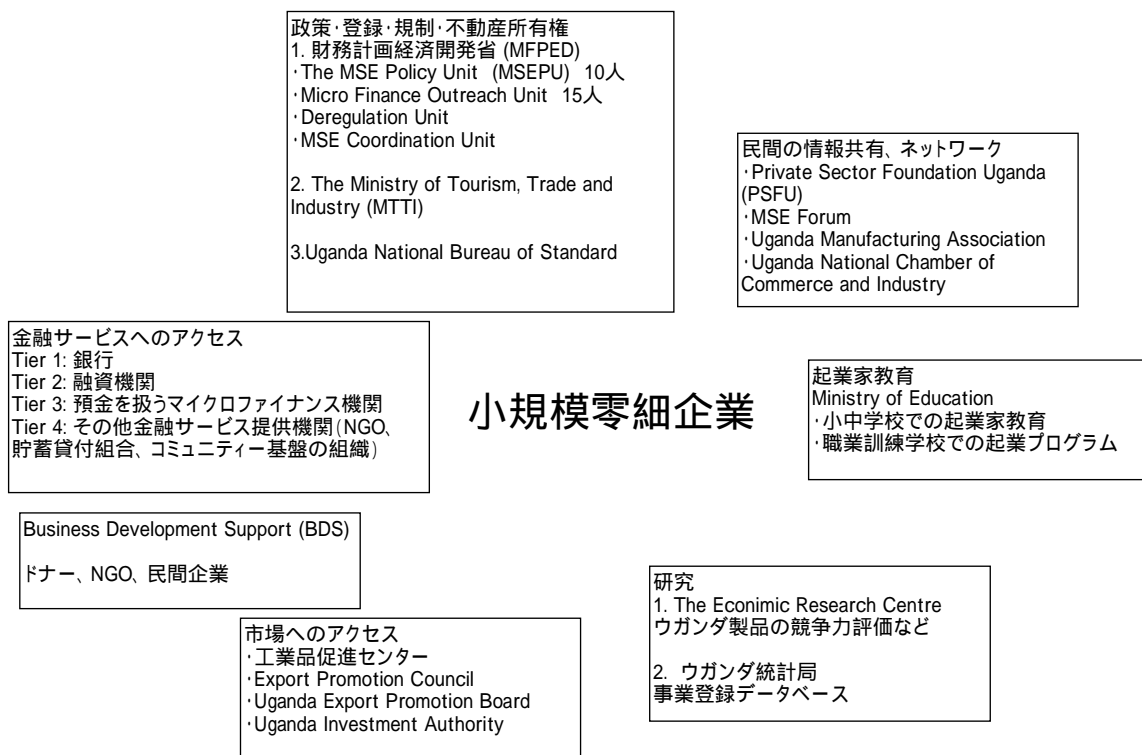 政策・登録・規制・不動産所有権
1. 財務計画経済開発省 (MFPED)
・The MSE Policy Unit (MSEPU) 10人
・Micro Finance Outreach Unit 15人
・Deregulation Unit
・MSE Coordination Unit
2. The Ministry of Tourism, Trade and
Industry (MTTI)
3.Uganda National Bureau of Standard
民間の情報共有、ネットワーク
・Private Sector Foundation Uganda
(PSFU)
・MSE Forum
・Uganda Manufacturing Association
・Uganda National Chamber of
Commerce and Industry
金融サービスへのアクセス
Tier 1: 銀行
Tier 2: 融資機関
Tier 3: 預金を扱うマイクロファイナンス機関
Tier 4: その他金融サービス提供機関(NGO、
貯蓄貸付組合、コミュニティー基盤の組織)
小規模零細企業
起業家教育
Ministry of Education
・小中学校での起業家教育
・職業訓練学校での起業プログラム
Business Development Support (BDS)
ドナー、NGO、民間企業
研究
1. The Econimic Research Centre
ウガンダ製品の競争力評価など
2. ウガンダ統計局
事業登録データベース
市場へのアクセス
・工業品促進センター
・Export Promotion Council
・Uganda Export Promotion Board
・Uganda Investment Authority